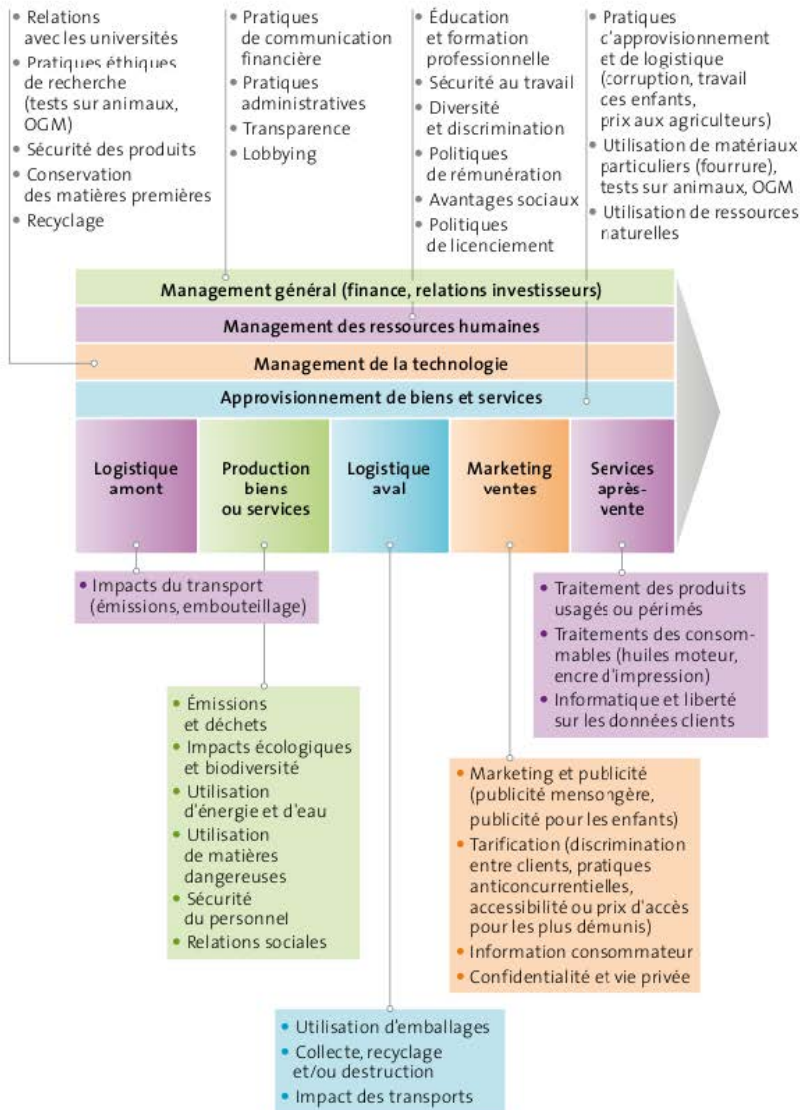 • Relations
avec les universités
• Pratiques éthiques
de recherche
(tests sur animaux,
OGM)
• Sécurité des produits
• Conservation
des matières premières
• Recyclage
• Pratiques
de communication
financière
• Pratiques
administratives
• Transparence
• Lobbying
• Éducation
et formation
professionnelle
• Sécurité au travail
• Diversité
et discrimination
• Politiques
de rémunération
• Avantages sociaux
• Politiques
de licenciement
• Pratiques
d'approvisionnement
et de logistique
(corruption, travail
ces enfants,
prix aux agriculteurs)
• Utilisation de matériaux
particuliers (fourrure),
tests sur animaux, OGM
• Utilisation de ressources
naturelles
Management général (finance, relations investisseurs)
Management des ressources humaines
Management de la technologie
Approvisionnement de biens et services
Logistique
amont
Production
biens
ou services
Logistique
aval
Marketing
ventes
Services
après-
vente
• Impacts du transport
(émissions, embouteillage)
• Émissions
et déchets
• Impacts écologiques
et biodiversité
• Utilisation
d'énergie et d'eau
• Utilisation
de matières
dangereuses
• Sécurité
du personnel
• Relations sociales
• Utilisation d'emballages
• Collecte, recyclage
et/ou destruction
• Impact des transports
• Marketing et publicité
(publicité mensongère,
publicité pour les enfants)
• Tarification (discrimination
entre clients, pratiques
anticoncurrentielles,
accessibilité ou prix d'accès
pour les plus démunis)
• Information consommateur
• Confidentialité et vie privée
• Traitement des produits
usagés ou périmés
• Traitements des consom-
mables (huiles moteur,
encre d'impression)
• Informatique et liberté
sur les données clients